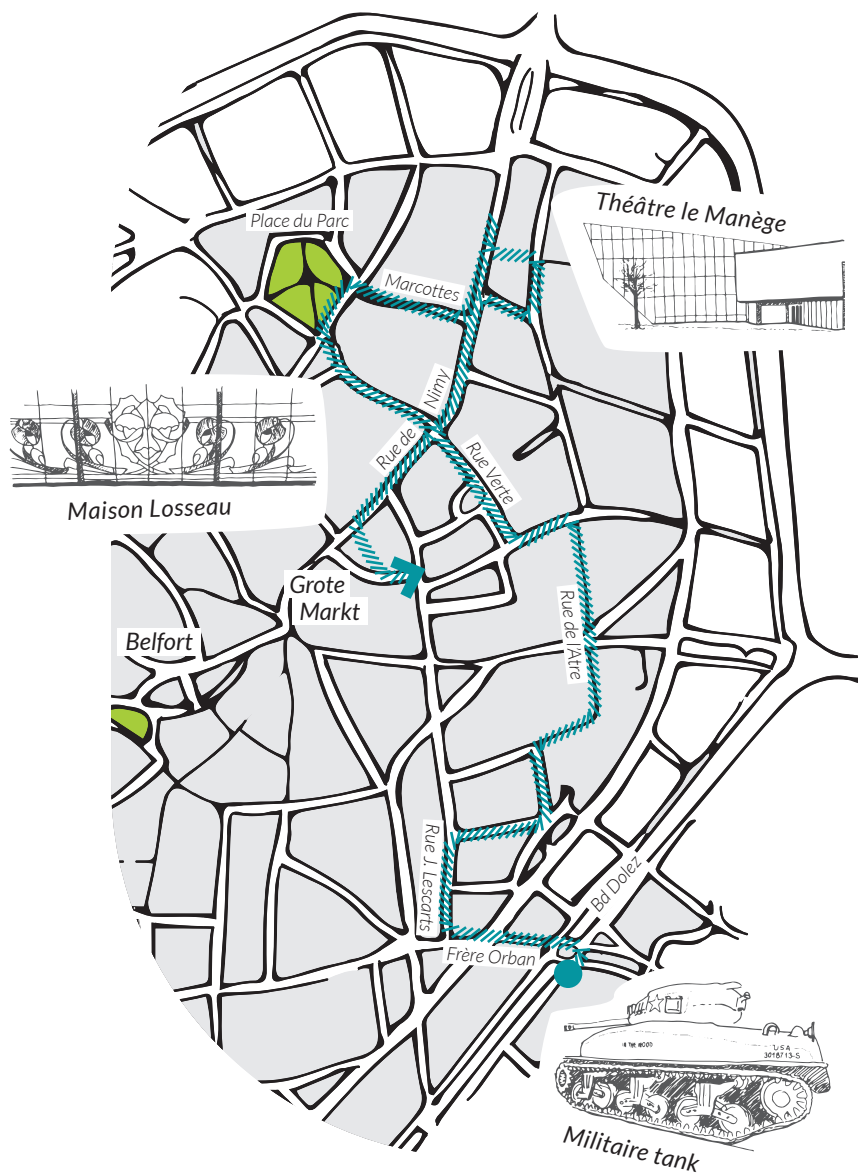 Théâtre le Manège
Place du Parc
Marcottes
Nimy
Rue de
Rue Verte
Maison Losseau
Grote
Markt
Rue de l'Atre
Belfort
Rue J. Lescarts
Bd Dolez
Frère Orban
IN THE MOOD
USA
3018713-S
Militaire tank